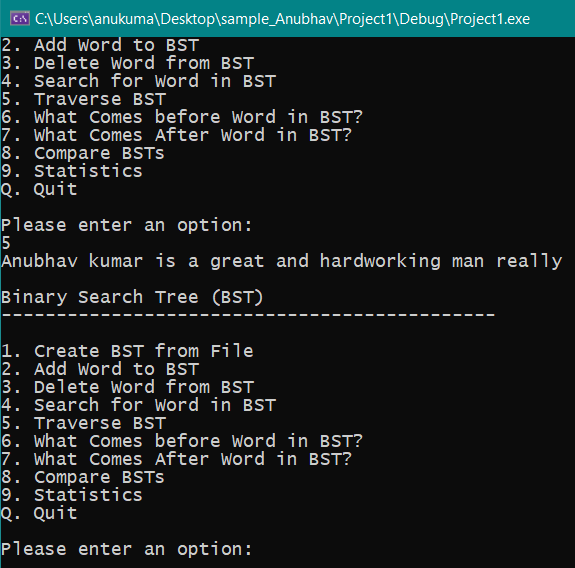 C:\Users\anukuma\Desktop\sample_Anubhav\Project1\Debug\Project1.exe
2. Add Word to BST
3. Delete Word from BST
4. Search for Word in BST
5. Traverse BST
6. What Comes before Word in BST?
7. What Comes After Word in BST?
8. Compare BSTs
9. Statistics
Q. Quit
Please enter an option:
5
Anubhav kumar is a great and hardworking man really
Binary Search Tree (BST)
---------------------------------------------
1. Create BST from File
2. Add Word to BST
3. Delete Word from BST
4. Search for Word in BST
5. Traverse BST
6. What Comes before Word in BST?
7. What Comes After Word in BST?
8. Compare BSTs
9. Statistics
Q. Quit
Please enter an option: